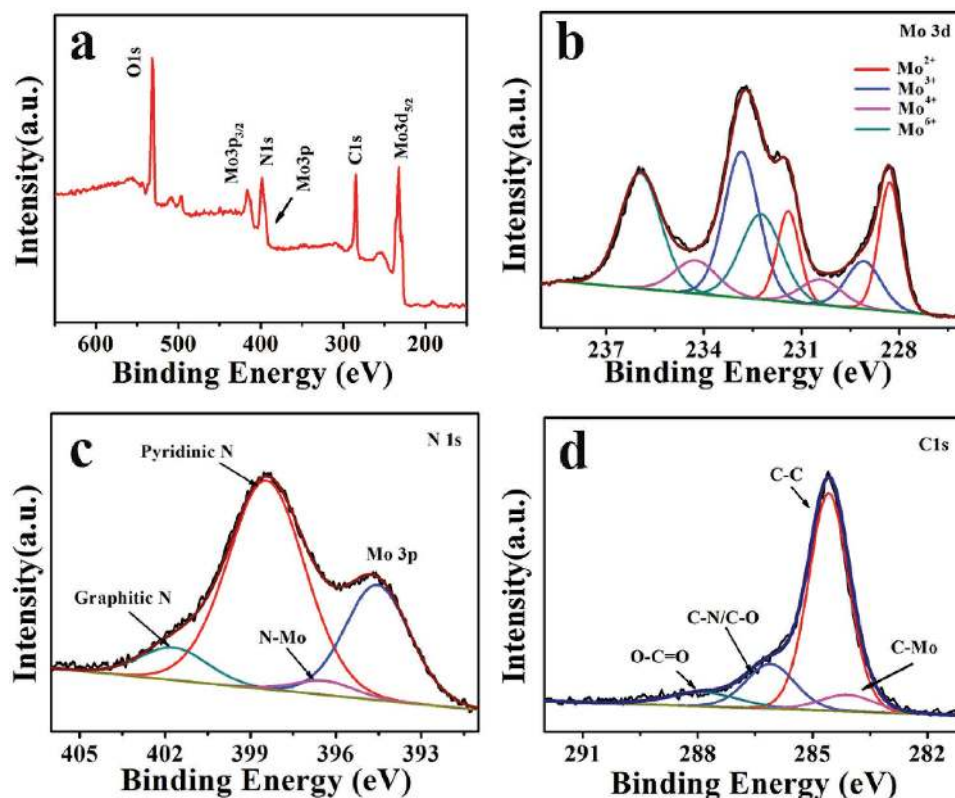 a
Intensity(a.u.)
O1s
Mo3p3/2
N1s
Mo3p
C1s
Mo3d5/2
600 500 400 300 200
Binding Energy (eV)
b
Mo 3d
Intensity(a.u.)
Mo2+
Mo3+
Mo4+
Mo6+
237 234 231 228
Binding Energy (eV)
c
N 1s
Intensity(a.u.)
Pyridinic N
Mo 3p
Graphitic N
N-Mo
405 402 399 396 393
Binding Energy (eV)
d
C1s
Intensity(a.u.)
C-C
C-N/C-O
O-C=O
C-Mo
291 288 285 282
Binding Energy (eV)